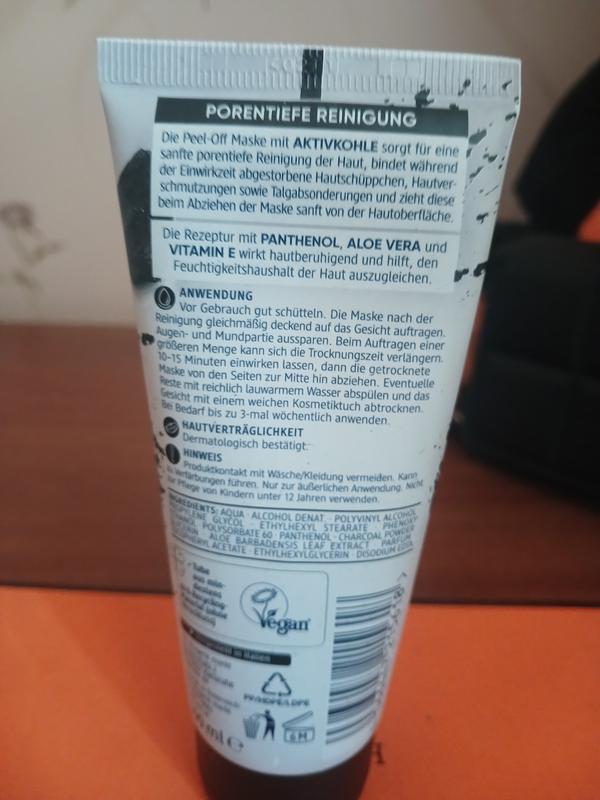 PORENTIEFE REINIGUNG
Die Peel-Off Maske mit AKTIVKOHLE sorgt für eine
sanfte porentiefe Reinigung der Haut, bindet während
der Einwirkzeit abgestorbene Hautschüppchen, Hautver-
schmutzungen sowie Talgabsonderungen und zieht diese
beim Abziehen der Maske sanft von der Hautoberfläche.
Die Rezeptur mit PANTHENOL, ALOE VERA und
VITAMIN E wirkt hautberuhigend und hilft, den
Feuchtigkeitshaushalt der Haut auszugleichen.
ANWENDUNG
Vor Gebrauch gut schütteln. Die Maske nach der
Reinigung gleichmäßig deckend auf das Gesicht auftragen.
Augen- und Mundpartie aussparen. Beim Auftragen einer
größeren Menge kann sich die Trocknungszeit verlängern.
10-15 Minuten einwirken lassen, dann die getrocknete
Maske von den Seiten zur Mitte hin abziehen. Eventuelle
Reste mit reichlich lauwarmem Wasser abspülen und das
Gesicht mit einem weichen Kosmetiktuch abtrocknen.
Bei Bedarf bis zu 3-mal wöchentlich anwenden.
HAUTVERTRÄGLICHKEIT
Dermatologisch bestätigt.
HINWEIS
Produktkontakt mit Wäsche/Kleidung vermeiden. Kann
zu Verfärbungen führen. Nur zur äußerlichen Anwendung. Nicht
zur Pflege von Kindern unter 12 Jahren verwenden.
INGREDIENTS: AQUA · ALCOHOL DENAT. · POLYVINYL ALCOHOL
GLYCOL · ETHYLHEXYL STEARATE
POLYSORBATE 60 · PANTHENOL · CHARCOAL POWDER
ALOE BARBADENSIS LEAF EXTRACT · PARFUM
ACETATE · ETHYLHEXYLGLYCERIN · DISODIUM
Tube
aus min-
Vegan
PP/HDPE/LDPE
ml e
6M